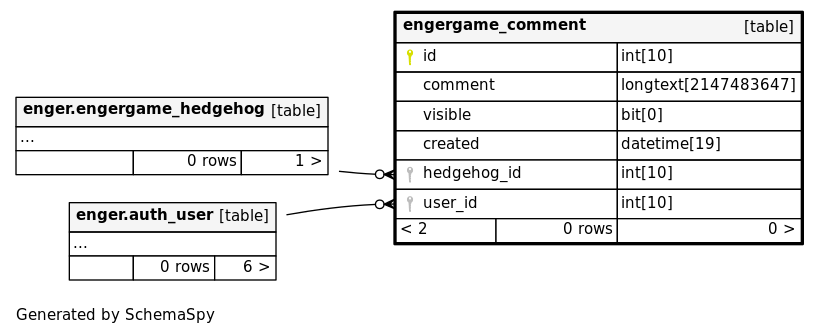 engergame_comment [table]
id int[10]
comment longtext[2147483647]
visible bit[0]
created datetime[19]
hedgehog_id int[10]
user_id int[10]
< 2 0 rows 0 >
enger.engergame_hedgehog [table]
...
0 rows 1 >
enger.auth_user [table]
...
0 rows 6 >
Generated by SchemaSpy